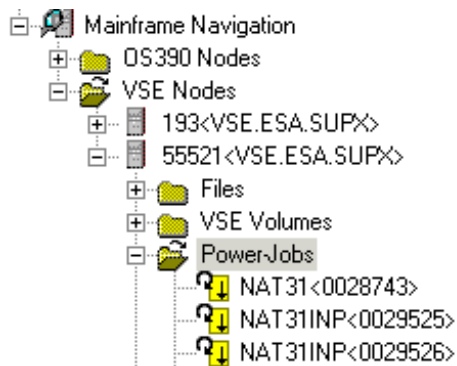 Mainframe Navigation
OS390 Nodes
VSE Nodes
193<VSE.ESA.SUPX>
55521<VSE.ESA.SUPX>
Files
VSE Volumes
Power-Jobs
NAT31<0028743>
NAT31INP<0029525>
NAT31INP<0029526>